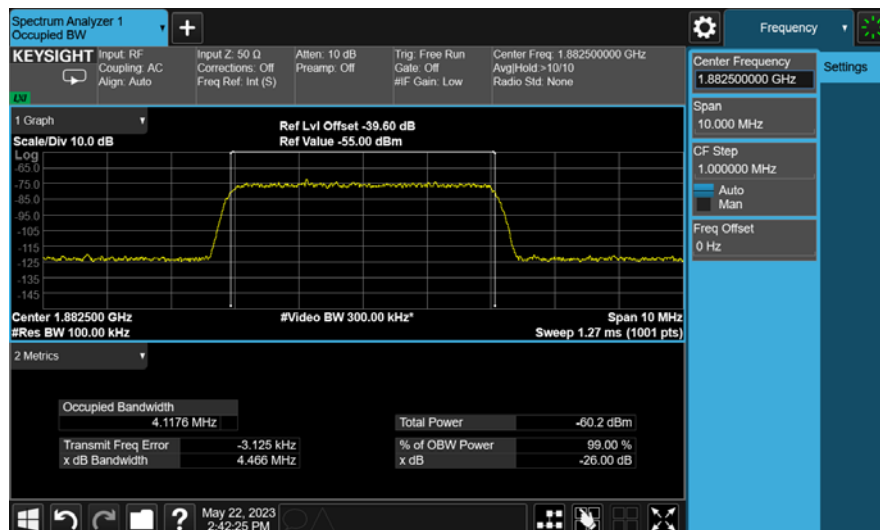 Spectrum Analyzer 1
Occupied BW
Frequency
KEYSIGHT
Input: RF
Coupling: AC
Align: Auto
Input Z: 50 Ω
Corrections: Off
Freq Ref: Int (S)
Atten: 10 dB
Preamp: Off
Trig: Free Run
Gate: Off
#IF Gain: Low
Center Freq: 1.882500000 GHz
Avg|Hold:>10/10
Radio Std: None
LXI
Center Frequency
1.882500000 GHz
Settings
Span
10.000 MHz
CF Step
1.000000 MHz
Auto
Man
Freq Offset
0 Hz
1 Graph
Scale/Div 10.0 dB
Ref Lvl Offset -39.60 dB
Ref Value -55.00 dBm
Log
-65.0
-75.0
-85.0
-95.0
-105
-115
-125
-135
-145
Center 1.882500 GHz
#Video BW 300.00 kHz*
Span 10 MHz
#Res BW 100.00 kHz
Sweep 1.27 ms (1001 pts)
2 Metrics
Occupied Bandwidth
4.1176 MHz
Total Power -60.2 dBm
Transmit Freq Error -3.125 kHz
% of OBW Power 99.00 %
x dB Bandwidth 4.466 MHz
x dB -26.00 dB
?
May 22, 2023
2:42:25 PM